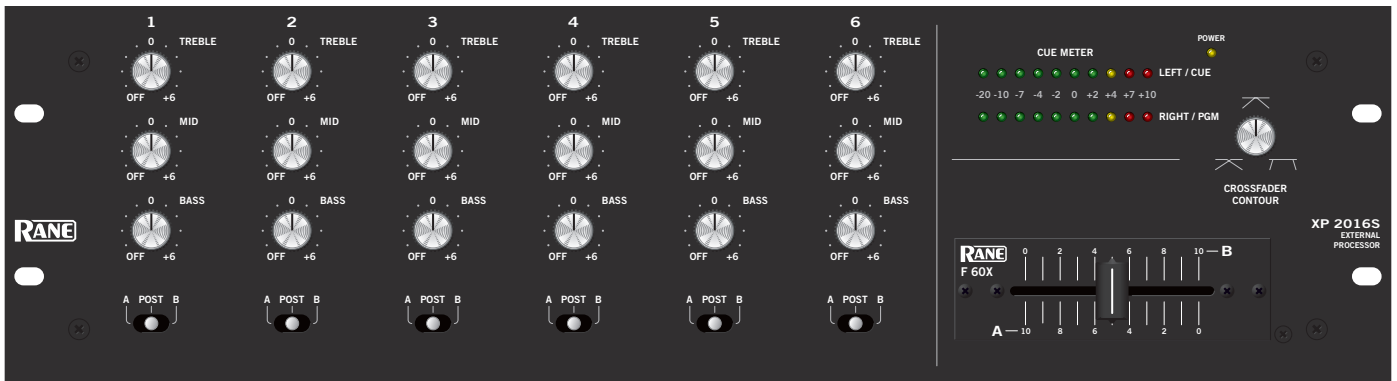 1 2 3 4 5 6
0 TREBLE 0 TREBLE 0 TREBLE 0 TREBLE 0 TREBLE 0 TREBLE
OFF +6 OFF +6 OFF +6 OFF +6 OFF +6 OFF +6
0 MID 0 MID 0 MID 0 MID 0 MID 0 MID
OFF +6 OFF +6 OFF +6 OFF +6 OFF +6 OFF +6
0 BASS 0 BASS 0 BASS 0 BASS 0 BASS 0 BASS
OFF +6 OFF +6 OFF +6 OFF +6 OFF +6 OFF +6
RANE
A POST B A POST B A POST B A POST B A POST B A POST B
POWER
CUE METER
LEFT / CUE
-20 -10 -7 -4 -2 0 +2 +4 +7 +10
RIGHT / PGM
CROSSFADER
CONTOUR
XP 2016S
EXTERNAL
PROCESSOR
RANE
F 60X
0 2 4 6 8 10 B
A 10 8 6 4 2 0